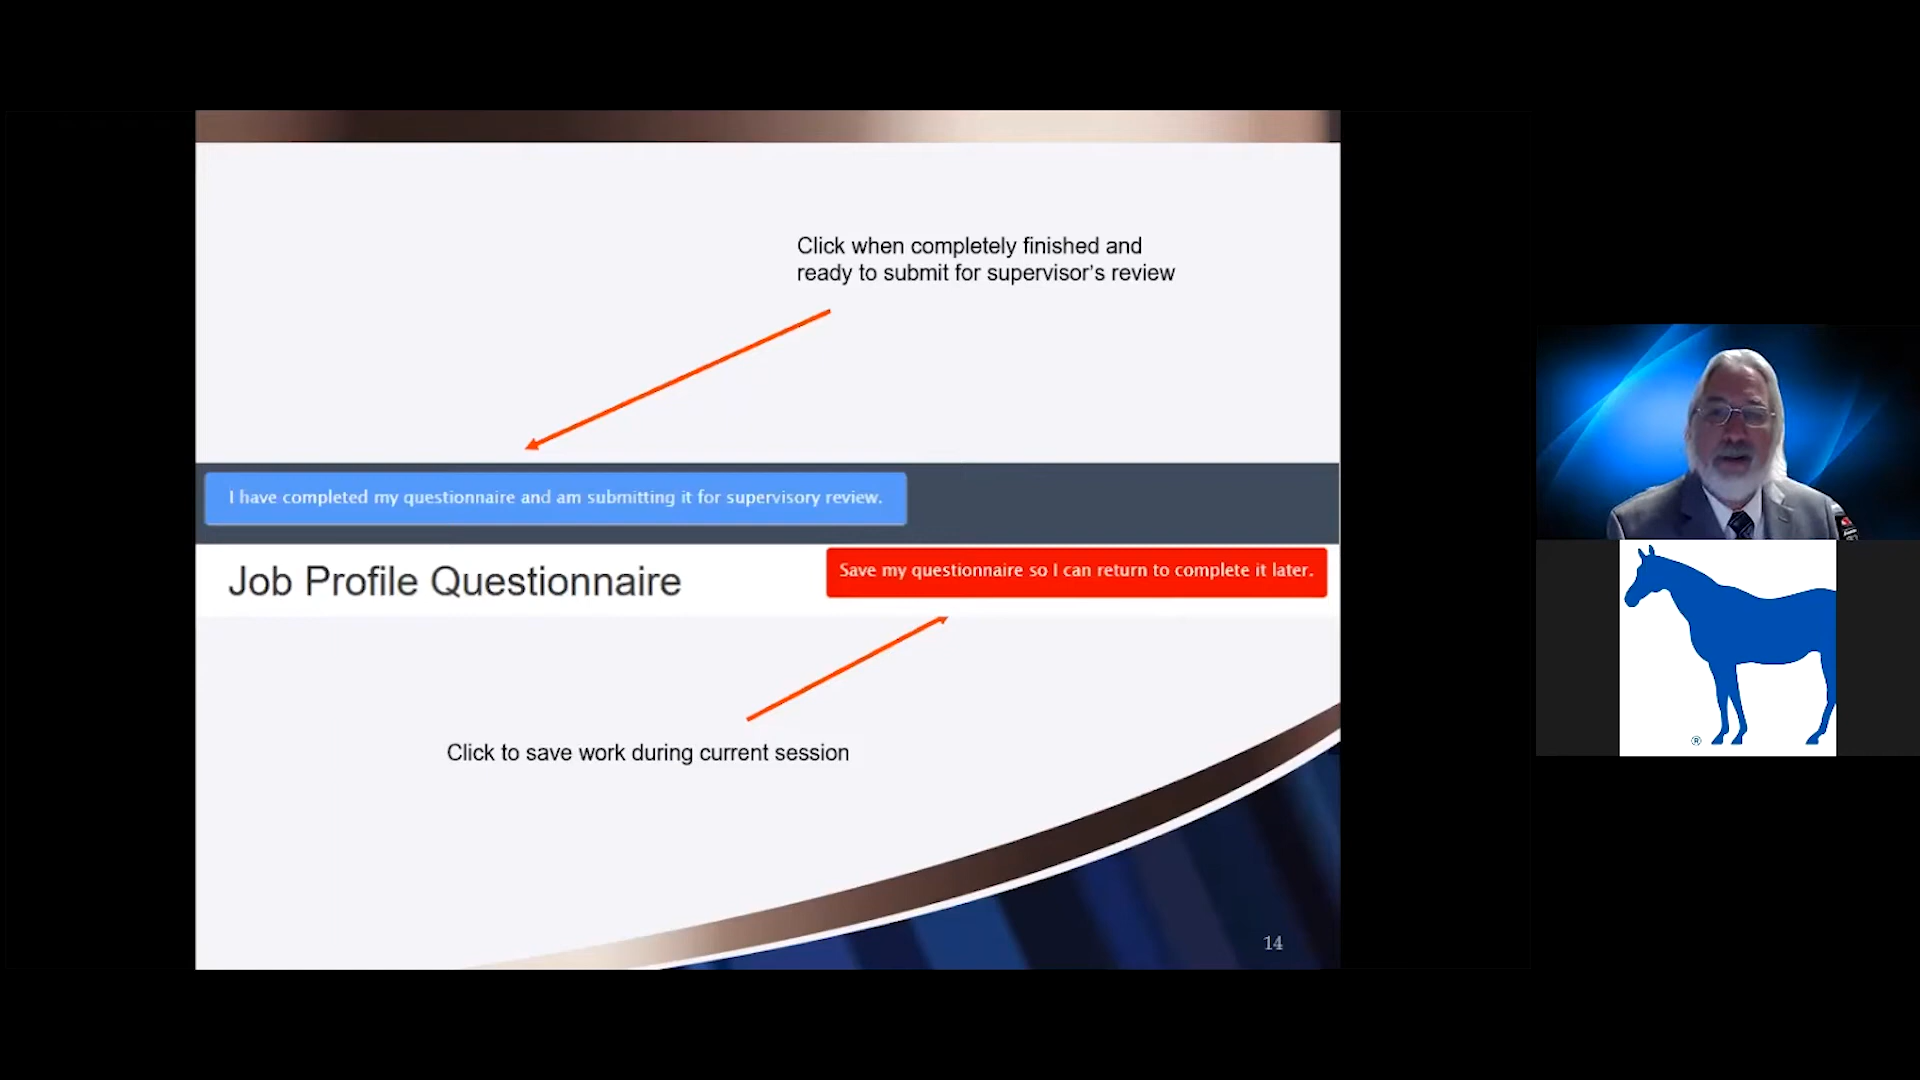 Click when completely finished and
ready to submit for supervisor's review
I have completed my questionnaire and am submitting it for supervisory review.
Job Profile Questionnaire
Save my questionnaire so I can return to complete it later.
Click to save work during current session
®
14